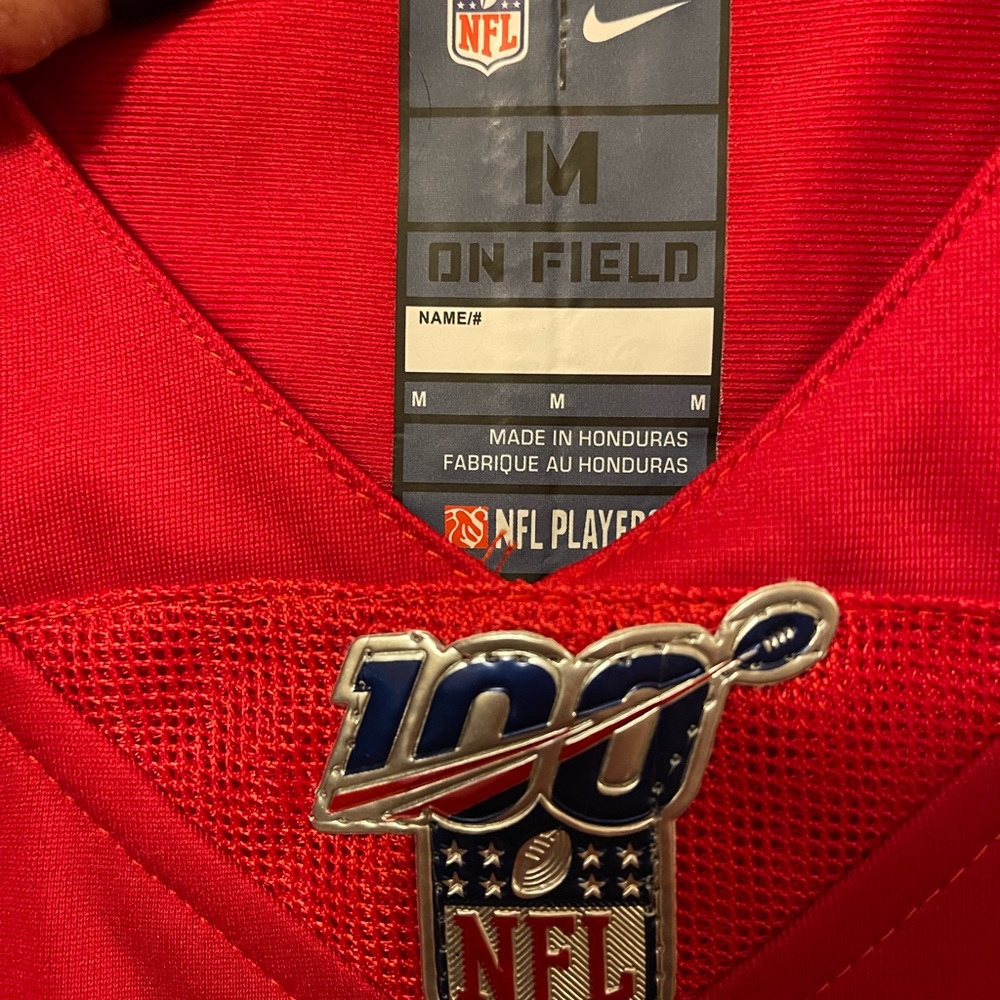 NFL
M
ON FIELD
NAME/#
M M M
MADE IN HONDURAS
FABRIQUE AU HONDURAS
NFL PLAYERS
100
NFL